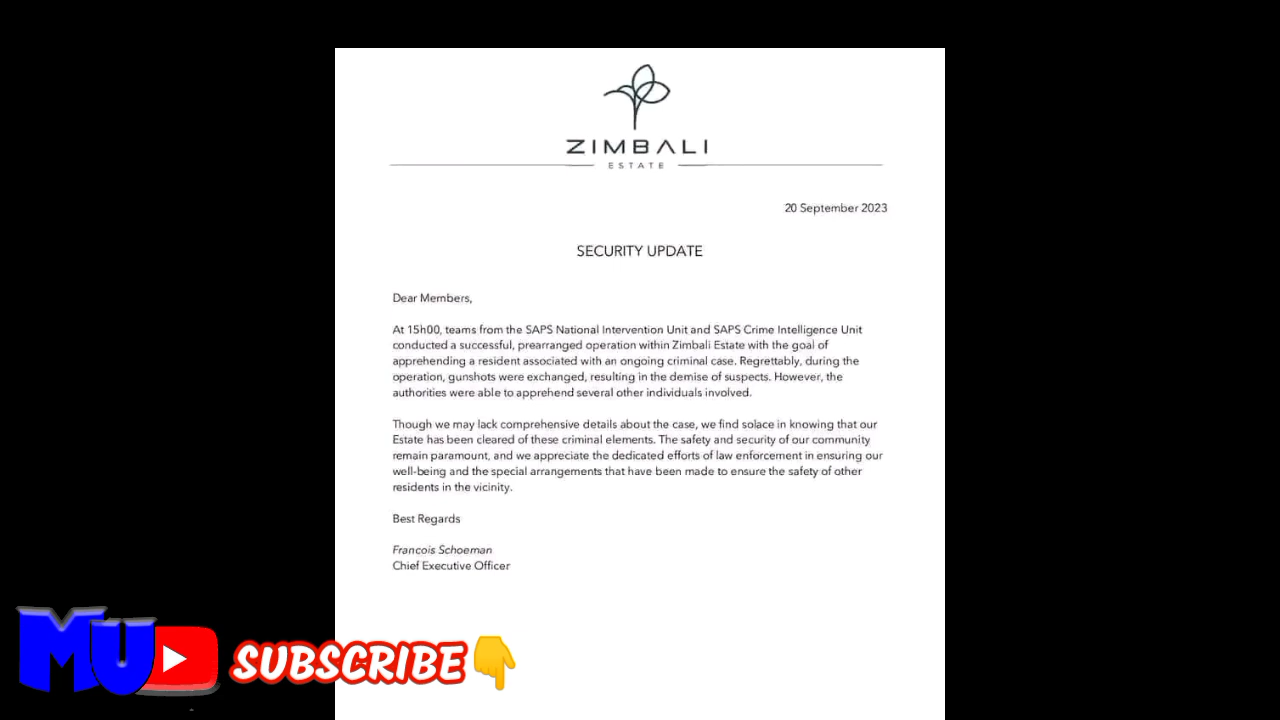 ZIMBALI
ESTATE
20 September 2023
SECURITY UPDATE
Dear Members,
At 15h00, teams from the SAPS National Intervention Unit and SAPS Crime Intelligence Unit
conducted a successful, prearranged operation within Zimbali Estate with the goal of
apprehending a resident associated with an ongoing criminal case. Regrettably, during the
operation, gunshots were exchanged, resulting in the demise of suspects. However, the
authorities were able to apprehend several other individuals involved.
Though we may lack comprehensive details about the case, we find solace in knowing that our
Estate has been cleared of these criminal elements. The safety and security of our community
remain paramount, and we appreciate the dedicated efforts of law enforcement in ensuring our
well-being and the special arrangements that have been made to ensure the safety of other
residents in the vicinity.
Best Regards
Francois Schoeman
Chief Executive Officer
MU
SUBSCRIBE